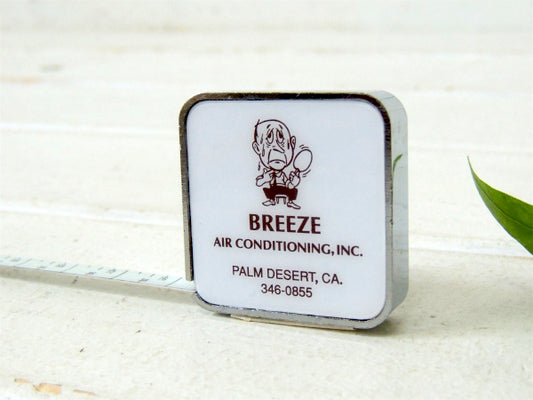 BREEZE
AIR CONDITIONING, INC.
PALM DESERT, CA.
346-0855